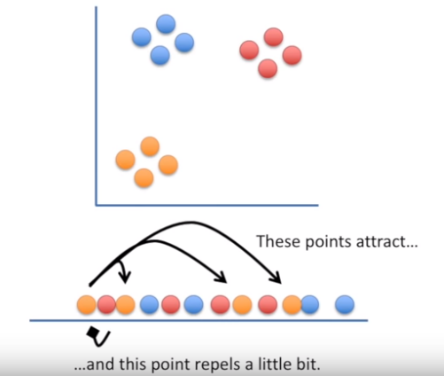 These points attract...
...and this point repels a little bit.